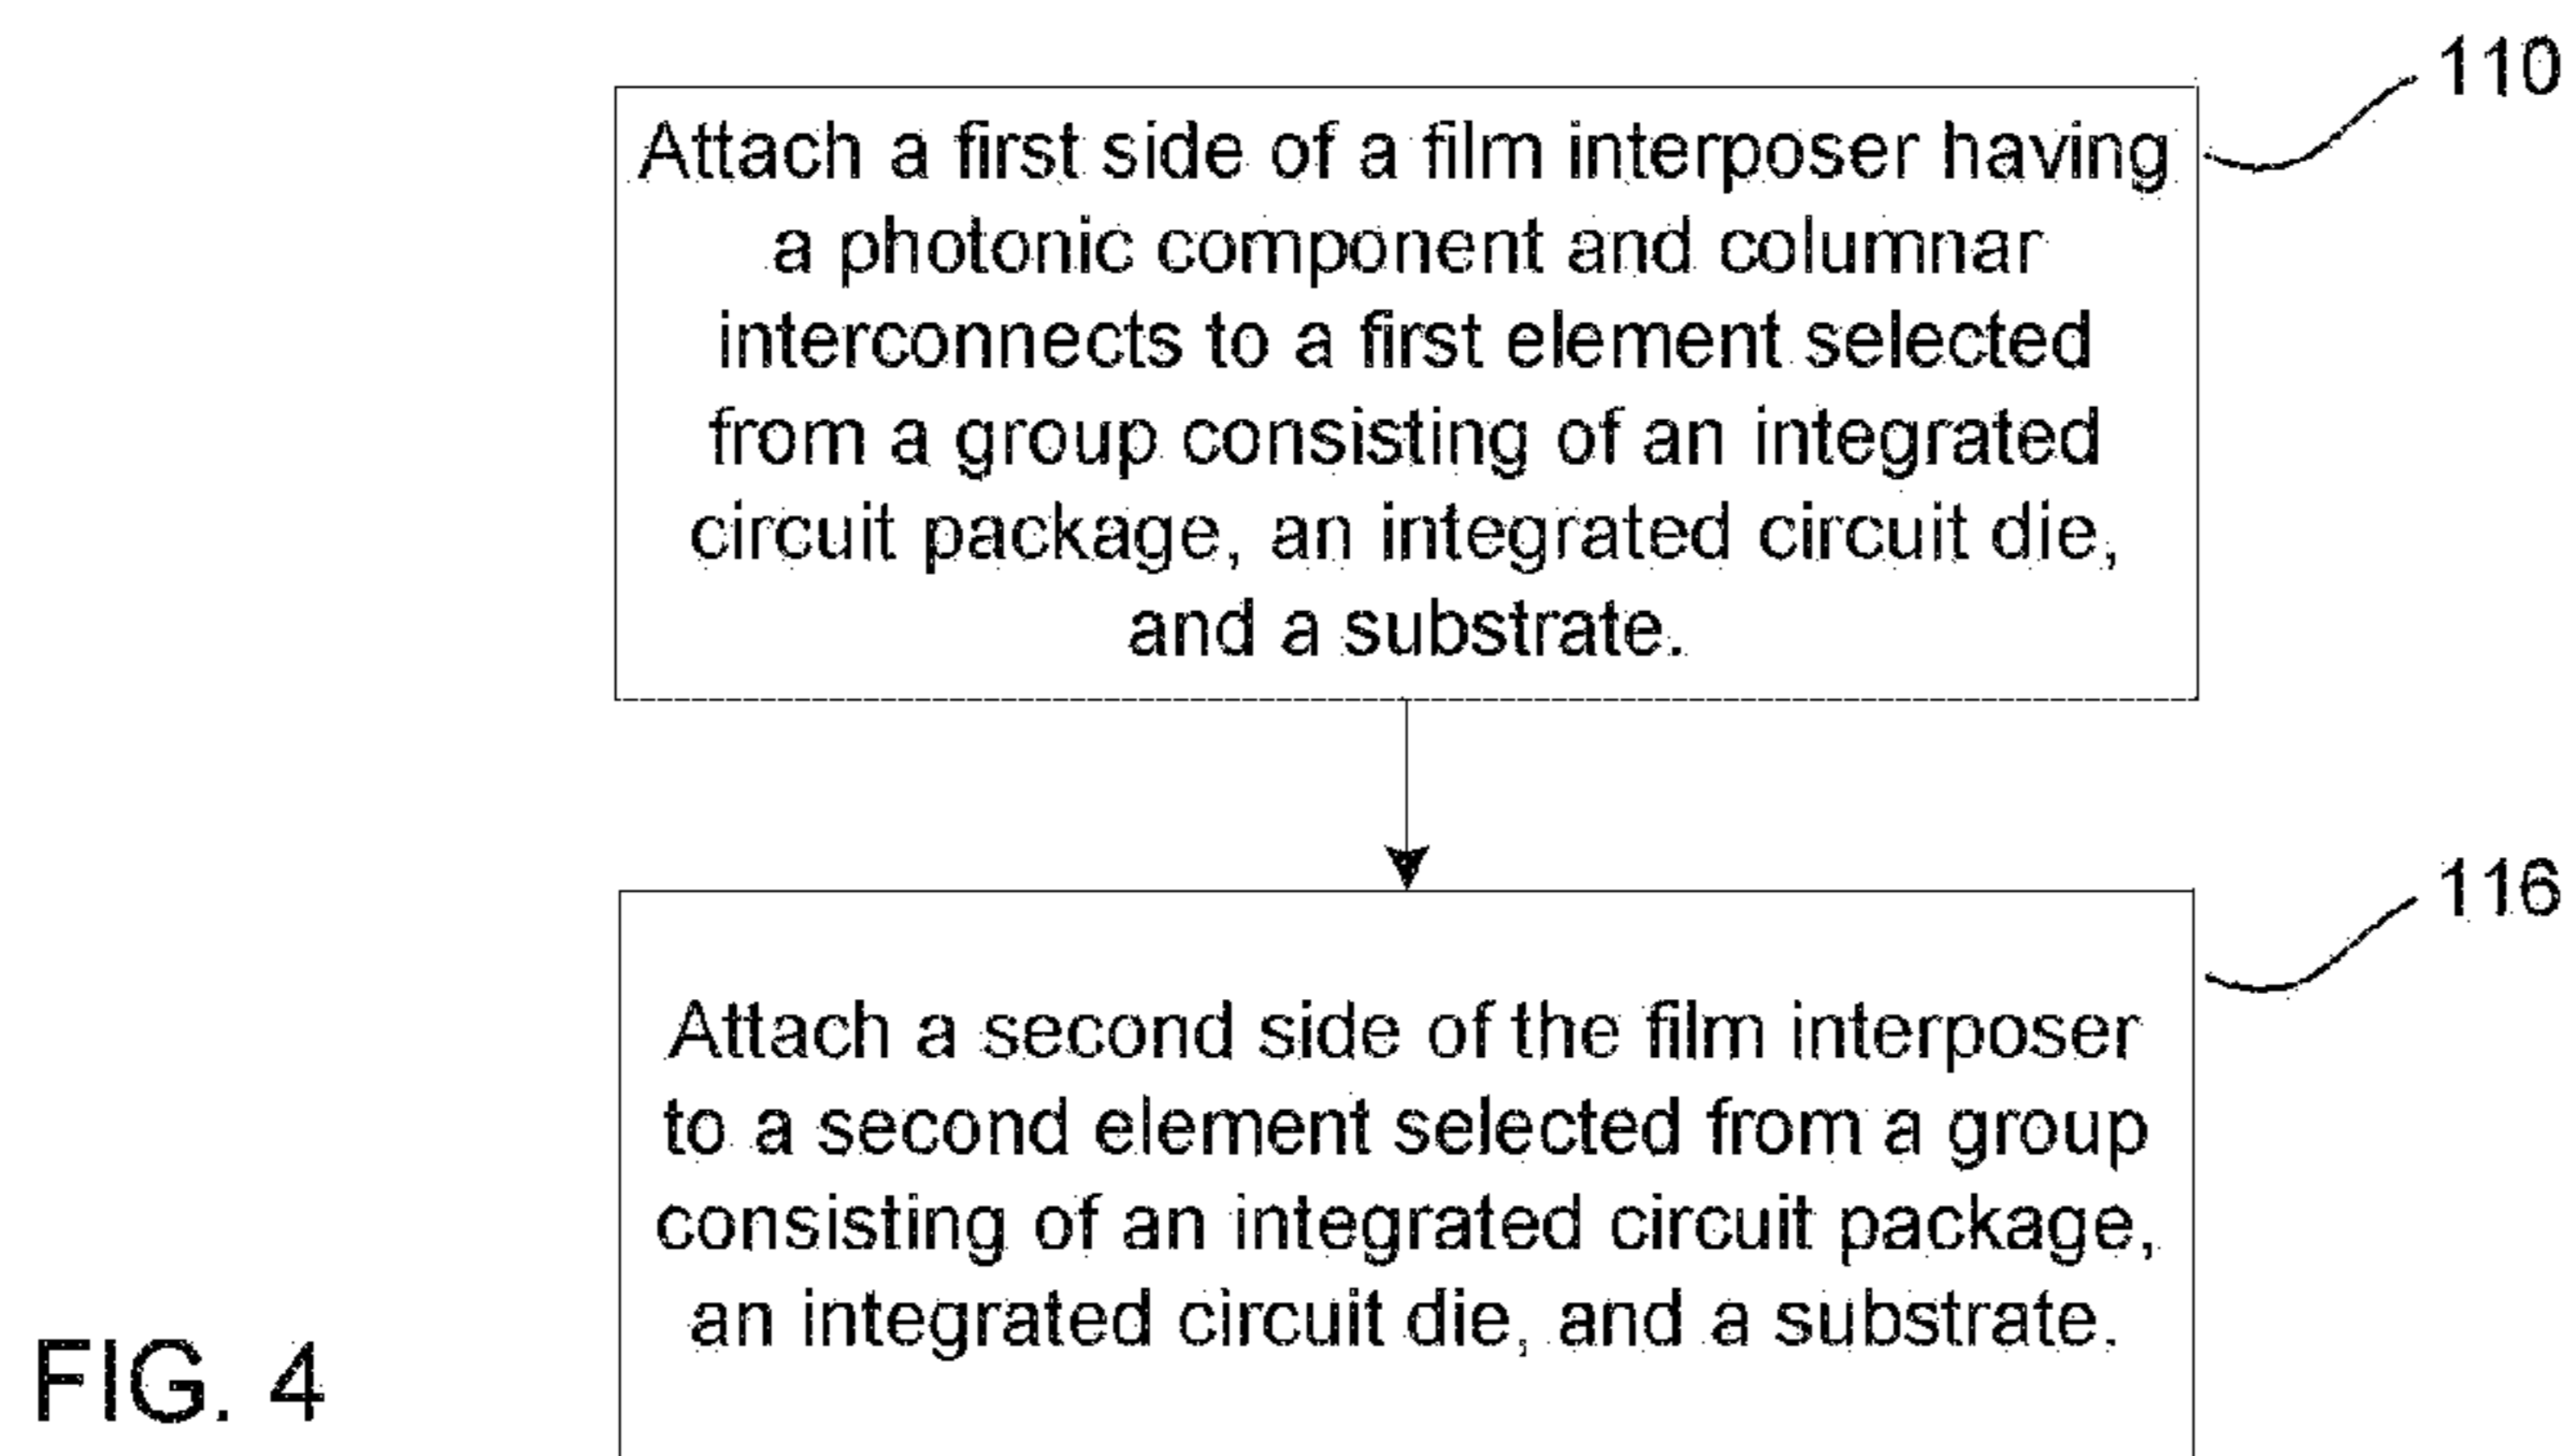 110
Attach a first side of a film interposer having
a photonic component and columnar
interconnects to a first element selected
from a group consisting of an integrated
circuit package, an integrated circuit die,
and a substrate.
116
Attach a second side of the film interposer
to a second element selected from a group
consisting of an integrated circuit package,
an integrated circuit die, and a substrate.
FIG. 4